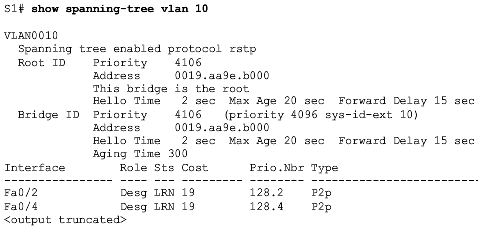 S1# show spanning-tree vlan 10
VLAN0010
Spanning tree enabled protocol rstp
Root ID Priority 4106
Address 0019.aa9e.b000
This bridge is the root
Hello Time 2 sec Max Age 20 sec Forward Delay 15 sec
Bridge ID Priority 4106 (priority 4096 sys-id-ext 10)
Address 0019.aa9e.b000
Hello Time 2 sec Max Age 20 sec Forward Delay 15 sec
Aging Time 300
Interface Role Sts Cost Prio.Nbr Type
---------------- ---- --- --------- -------- -------------------------
Fa0/2 Desg LRN 19 128.2 P2p
Fa0/4 Desg LRN 19 128.4 P2p
<output truncated>